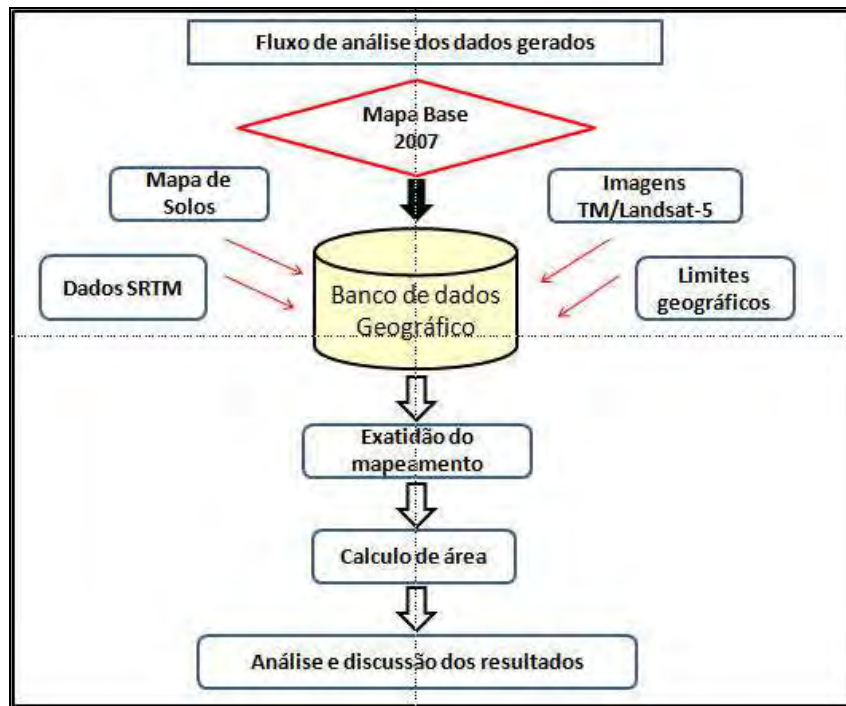 Fluxo de análise dos dados gerados
Mapa Base
2007
Mapa de
Solos
Imagens
TM/Landsat-5
Dados SRTM
Limites
geográficos
Banco de dados
Geográfico
Exatidão do
mapeamento
Calculo de área
Análise e discussão dos resultados